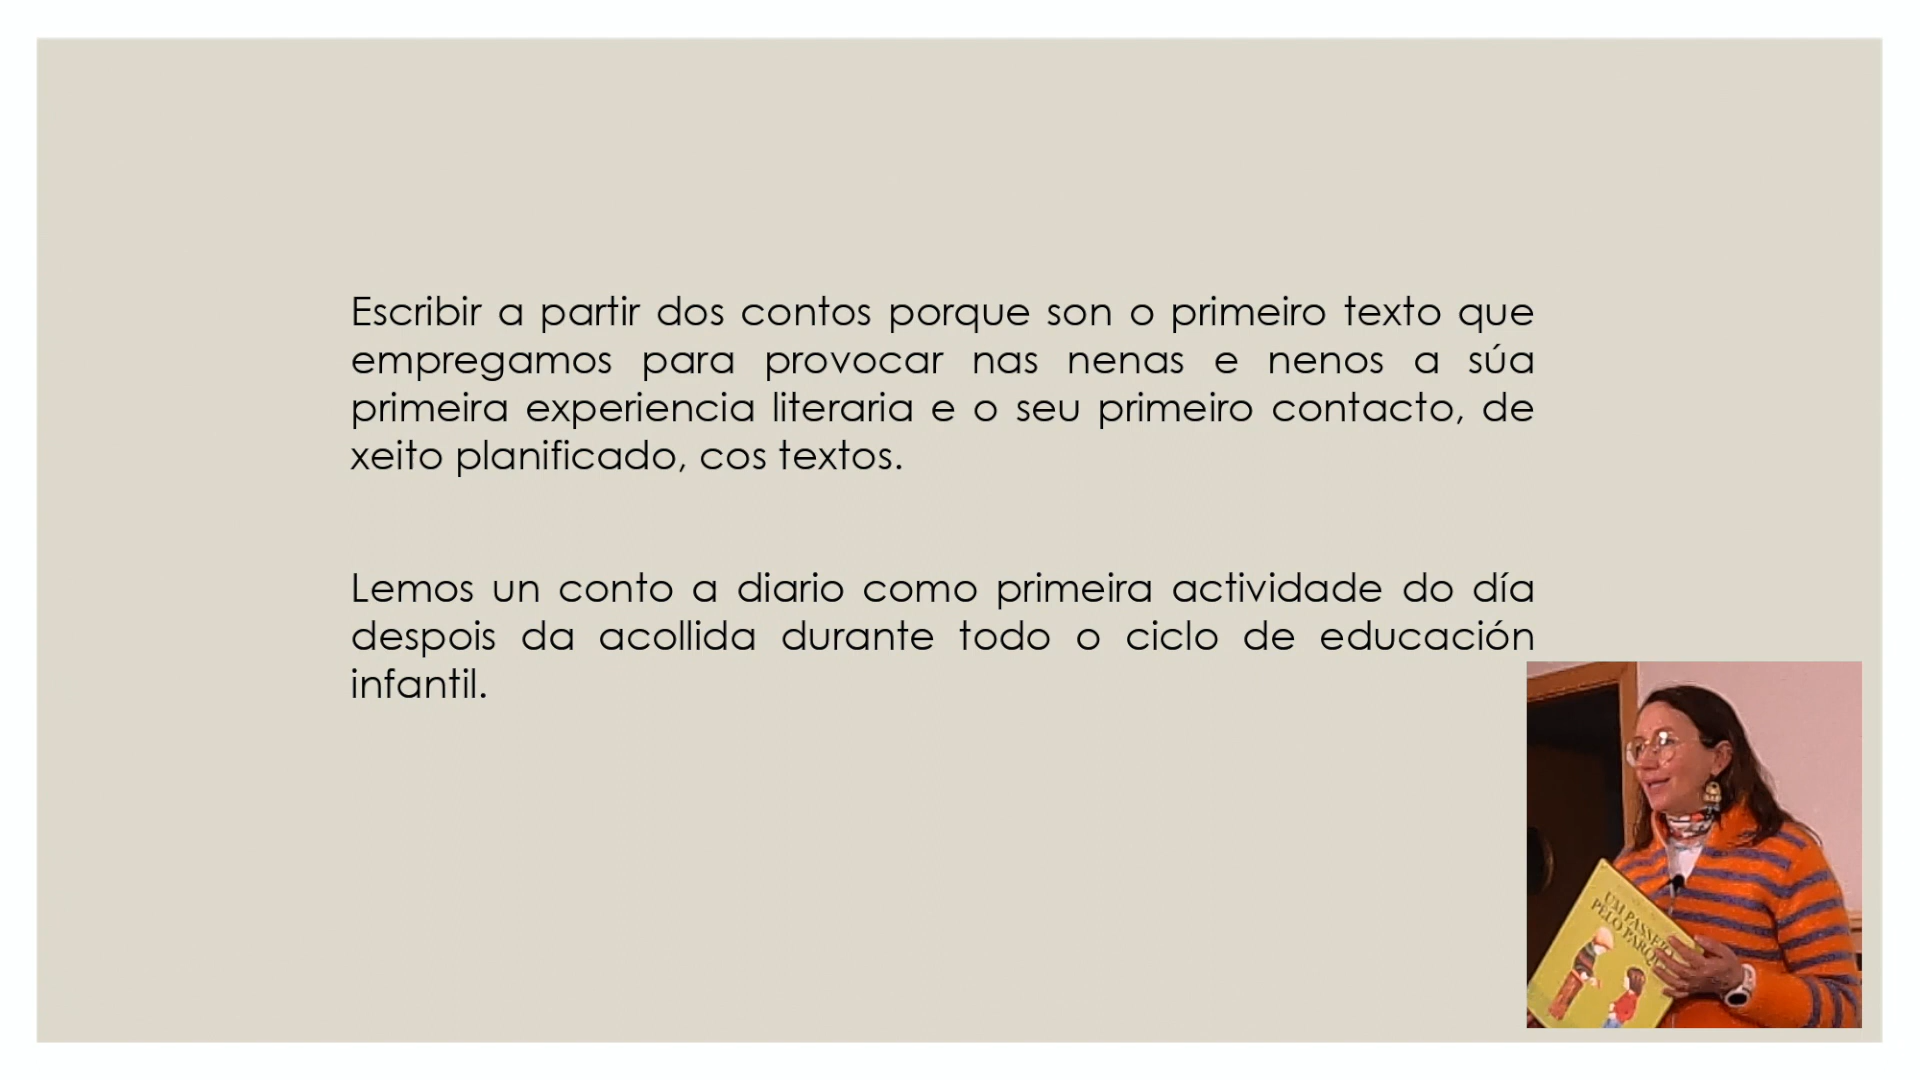 Escribir a partir dos contos porque son o primeiro texto que
empregamos para provocar nas nenas e nenos a súa
primeira experiencia literaria e o seu primeiro contacto, de
xeito planificado, cos textos.
Lemos un conto a diario como primeira actividade do día
despois da acollida durante todo o ciclo de educación
infantil.
UM PASSEIO
PELO PARQUE